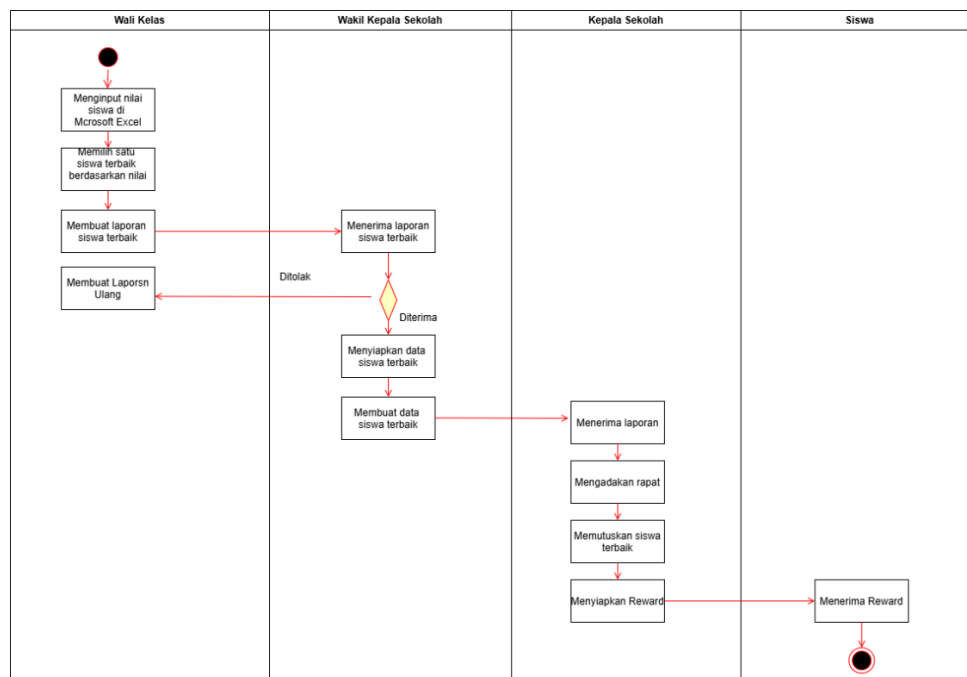 Wali Kelas
Wakil Kepala Sekolah
Kepala Sekolah
Siswa
Menginput nilai
siswa di
Mcrosoft Excel
Memilih satu
siswa terbaik
berdasarkan nilai
Membuat laporan
siswa terbaik
Menerima laporan
siswa terbaik
Ditolak
Membuat Laporsn
Ulang
Diterima
Menyiapkan data
siswa terbaik
Membuat data
siswa terbaik
Menerima laporan
Mengadakan rapat
Memutuskan siswa
terbaik
Menyiapkan Reward
Menerima Reward